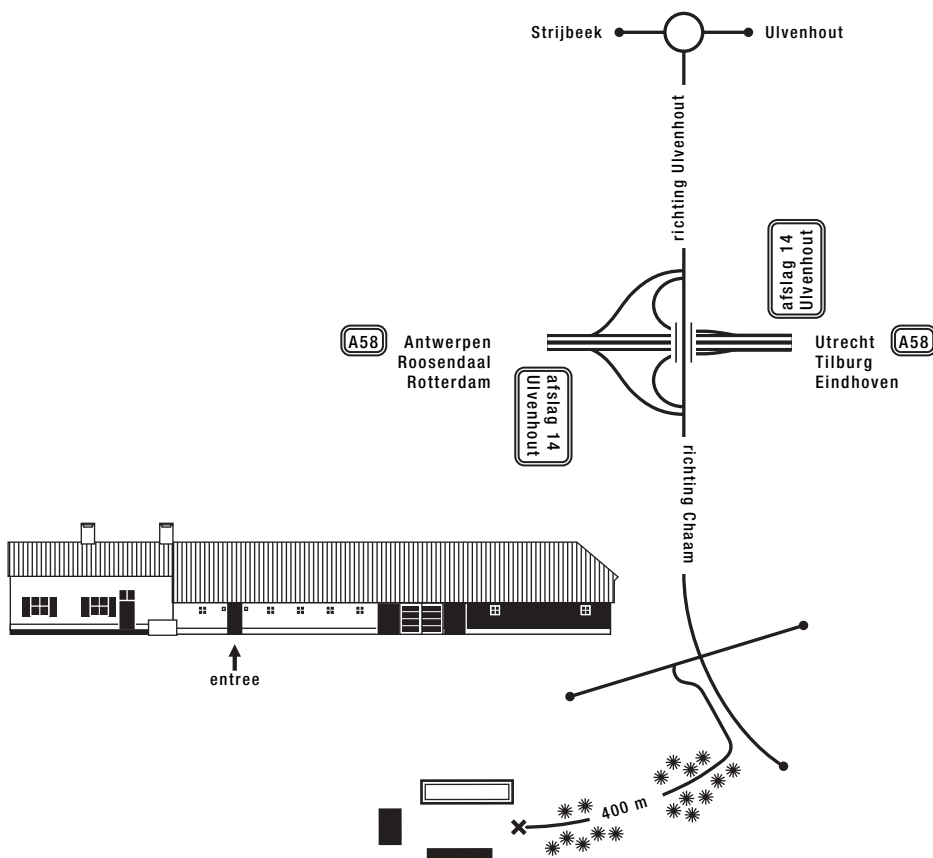 Strijbeek
Ulvenhout
richting Ulvenhout
afslag 14
Ulvenhout
A58
Antwerpen
Roosendaal
Rotterdam
Utrecht
Tilburg
Eindhoven
A58
afslag 14
Ulvenhout
richting Chaam
entree
400 m